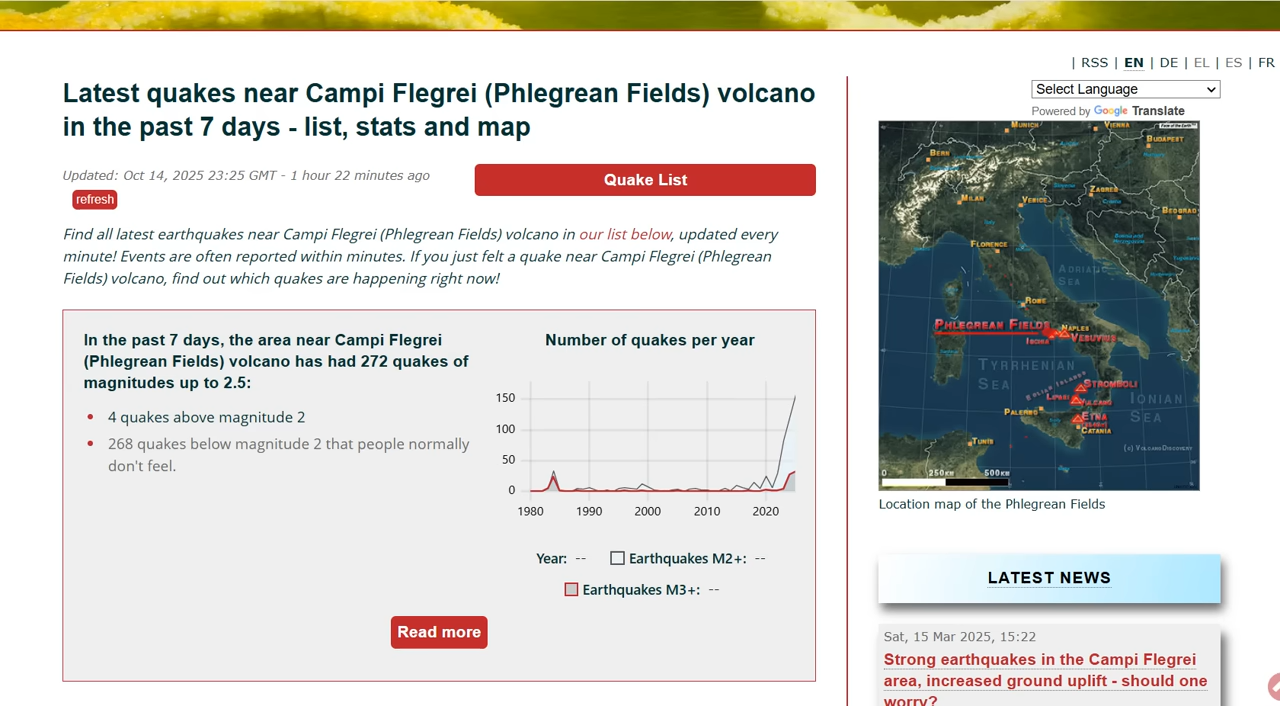 | RSS | EN | DE | EL | ES | FR
Select Language
Powered by Google Translate
Latest quakes near Campi Flegrei (Phlegrean Fields) volcano
in the past 7 days - list, stats and map
Updated: Oct 14, 2025 23:25 GMT - 1 hour 22 minutes ago
refresh
Quake List
Find all latest earthquakes near Campi Flegrei (Phlegrean Fields) volcano in our list below, updated every
minute! Events are often reported within minutes. If you just felt a quake near Campi Flegrei (Phlegrean
Fields) volcano, find out which quakes are happening right now!
In the past 7 days, the area near Campi Flegrei
(Phlegrean Fields) volcano has had 272 quakes of
magnitudes up to 2.5:
4 quakes above magnitude 2
268 quakes below magnitude 2 that people normally
don't feel.
Number of quakes per year
150
100
50
0
1980 1990 2000 2010 2020
Year: -- Earthquakes M2+: --
Earthquakes M3+: --
Read more
Munich
Vienna
Budapest
Bern
Zagreb
Milan
Venice
Belgrad
Florence
Adriatic
Sea
Rome
Phlegrean Fields
Naples
Ischia
Vesuvius
Tyrrhenian
Sea
Eolian Islands
Stromboli
Lipari
Vulcano
Ionian
Sea
Palermo
Etna
Catania
Tunis
(c) VolcanoDiscovery
0 250km 500km
Location map of the Phlegrean Fields
LATEST NEWS
Sat, 15 Mar 2025, 15:22
Strong earthquakes in the Campi Flegrei
area, increased ground uplift - should one
worry?